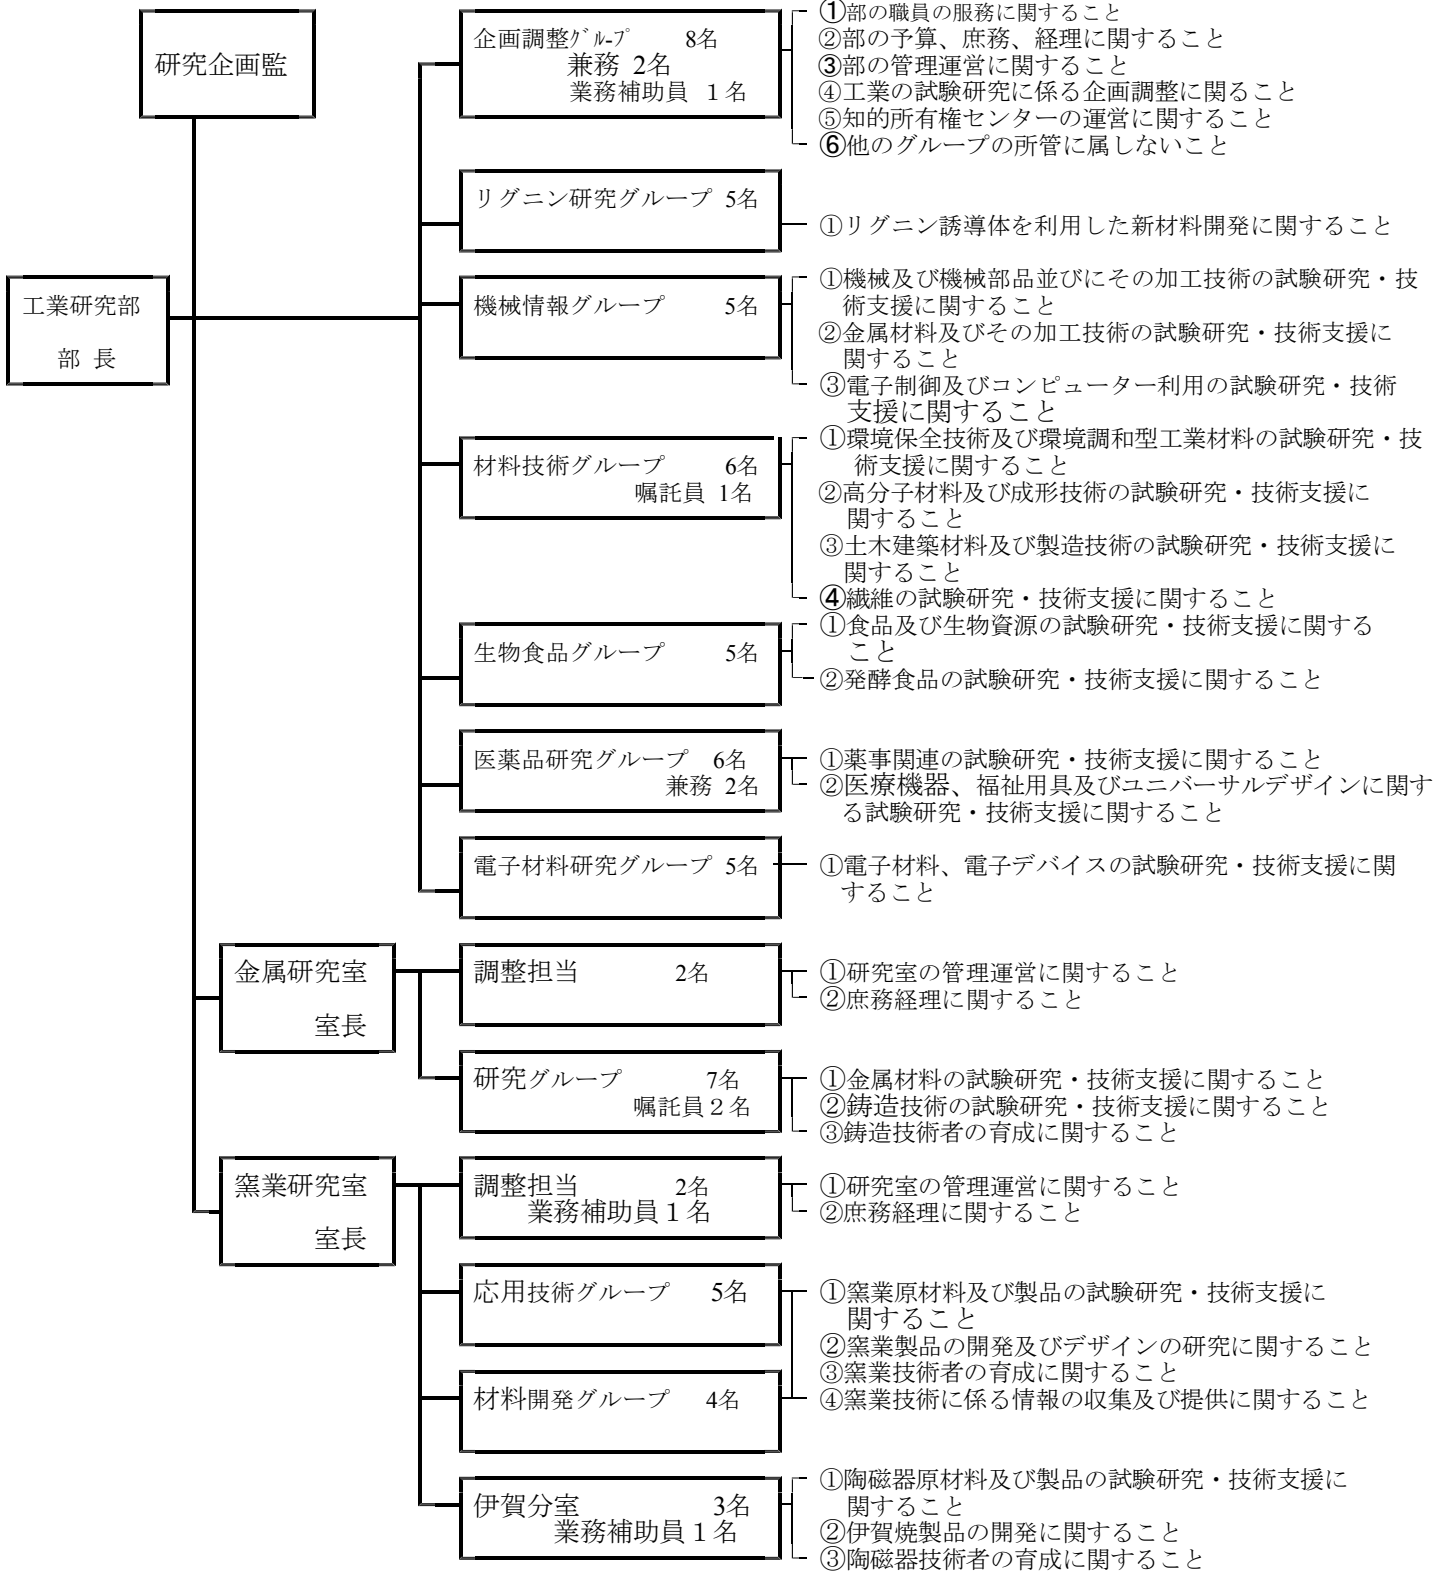 研究企画監
工業研究部
部 長
企画調整ｸﾞﾙｰﾌﾟ 8名
兼務 2名
業務補助員 1名
①部の職員の服務に関すること
②部の予算、庶務、経理に関すること
③部の管理運営に関すること
④工業の試験研究に係る企画調整に関ること
⑤知的所有権センターの運営に関すること
⑥他のグループの所管に属しないこと
リグニン研究グループ 5名
①リグニン誘導体を利用した新材料開発に関すること
機械情報グループ 5名
①機械及び機械部品並びにその加工技術の試験研究・技
術支援に関すること
②金属材料及びその加工技術の試験研究・技術支援に
関すること
③電子制御及びコンピューター利用の試験研究・技術
支援に関すること
材料技術グループ 6名
嘱託員 1名
①環境保全技術及び環境調和型工業材料の試験研究・技
術支援に関すること
②高分子材料及び成形技術の試験研究・技術支援に
関すること
③土木建築材料及び製造技術の試験研究・技術支援に
関すること
④繊維の試験研究・技術支援に関すること
生物食品グループ 5名
①食品及び生物資源の試験研究・技術支援に関する
こと
②発酵食品の試験研究・技術支援に関すること
医薬品研究グループ 6名
兼務 2名
①薬事関連の試験研究・技術支援に関すること
②医療機器、福祉用具及びユニバーサルデザインに関す
る試験研究・技術支援に関すること
電子材料研究グループ 5名
①電子材料、電子デバイスの試験研究・技術支援に関
すること
金属研究室
室長
調整担当 2名
①研究室の管理運営に関すること
②庶務経理に関すること
研究グループ 7名
嘱託員２名
①金属材料の試験研究・技術支援に関すること
②鋳造技術の試験研究・技術支援に関すること
③鋳造技術者の育成に関すること
窯業研究室
室長
調整担当 2名
業務補助員１名
①研究室の管理運営に関すること
②庶務経理に関すること
応用技術グループ 5名
①窯業原材料及び製品の試験研究・技術支援に
関すること
②窯業製品の開発及びデザインの研究に関すること
③窯業技術者の育成に関すること
④窯業技術に係る情報の収集及び提供に関すること
材料開発グループ 4名
伊賀分室 3名
業務補助員１名
①陶磁器原材料及び製品の試験研究・技術支援に
関すること
②伊賀焼製品の開発に関すること
③陶磁器技術者の育成に関すること